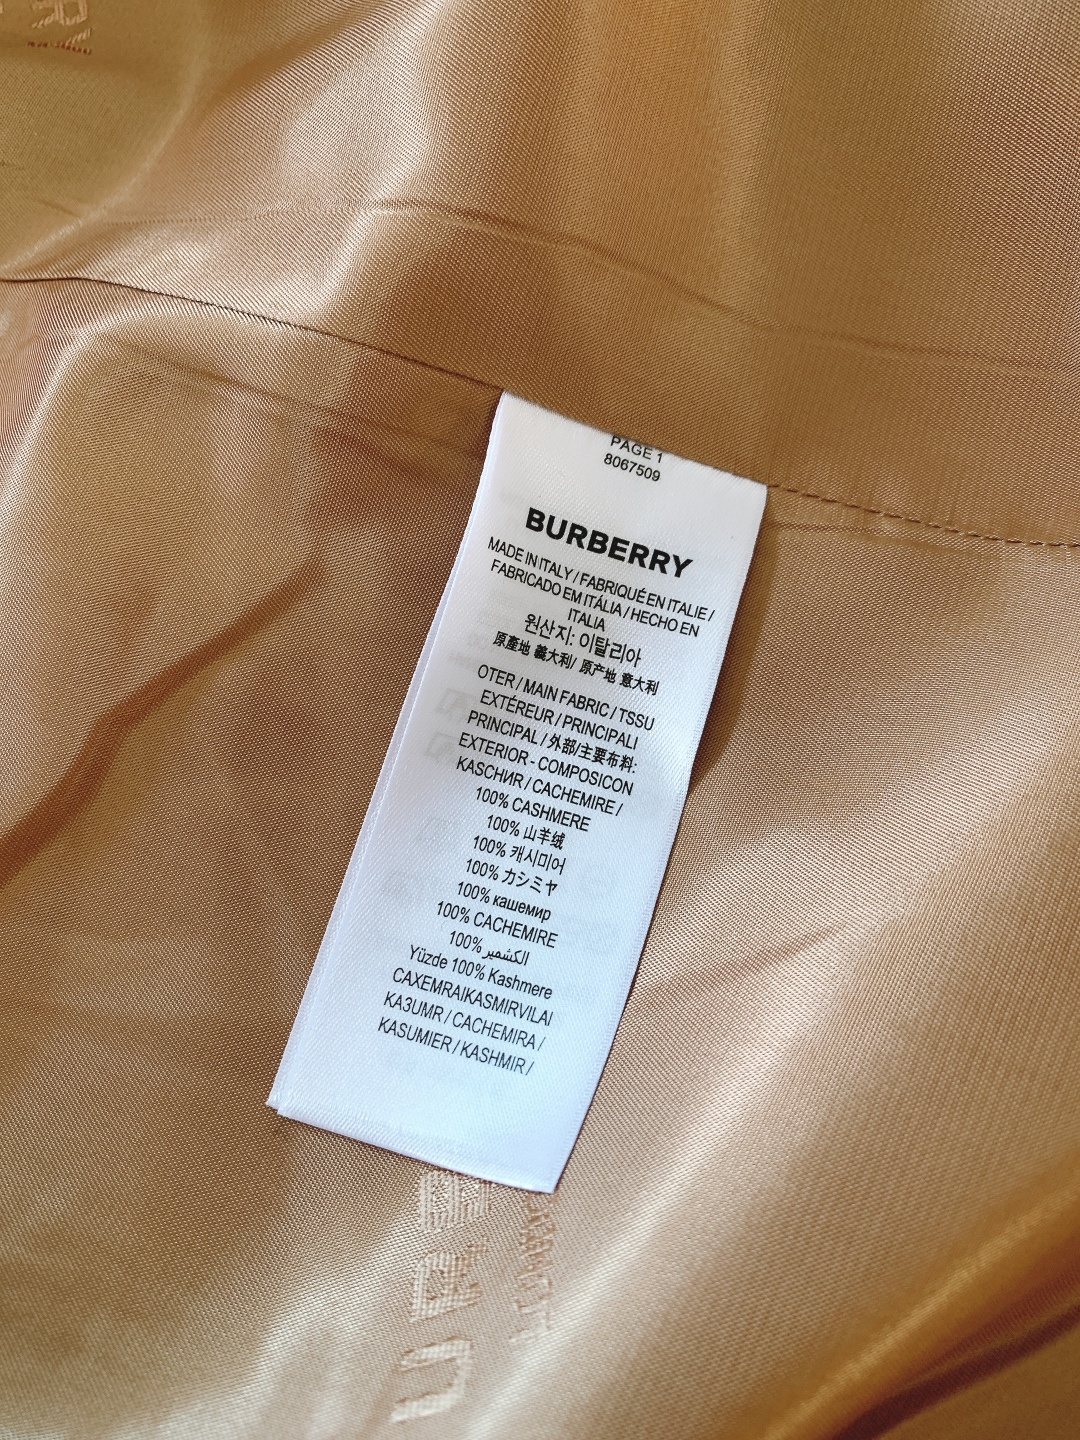 PAGE 1
8067509
BURBERRY
MADE IN ITALY / FABRIQUÉ EN ITALIE /
FABRICADO EM ITÁLIA / HECHO EN
ITALIA
원산지: 이탈리아
原產地 義大利/ 原产地 意大利
OTER / MAIN FABRIC / TSSU
EXTÉREUR / PRINCIPALI
PRINCIPAL / 外部/主要布料:
EXTERIOR - COMPOSICON
KASCHИR / CACHEMIRE /
100% CASHMERE
100% 山羊绒
100% 캐시미어
100% カシミヤ
100% кашемир
100% CACHEMIRE
100% الكشمير
Yüzde 100% Kashmere
CAXEMRAIKASMIRVILAI
KA3UMR / CACHEMIRA /
KASUMIER / KASHMIR /